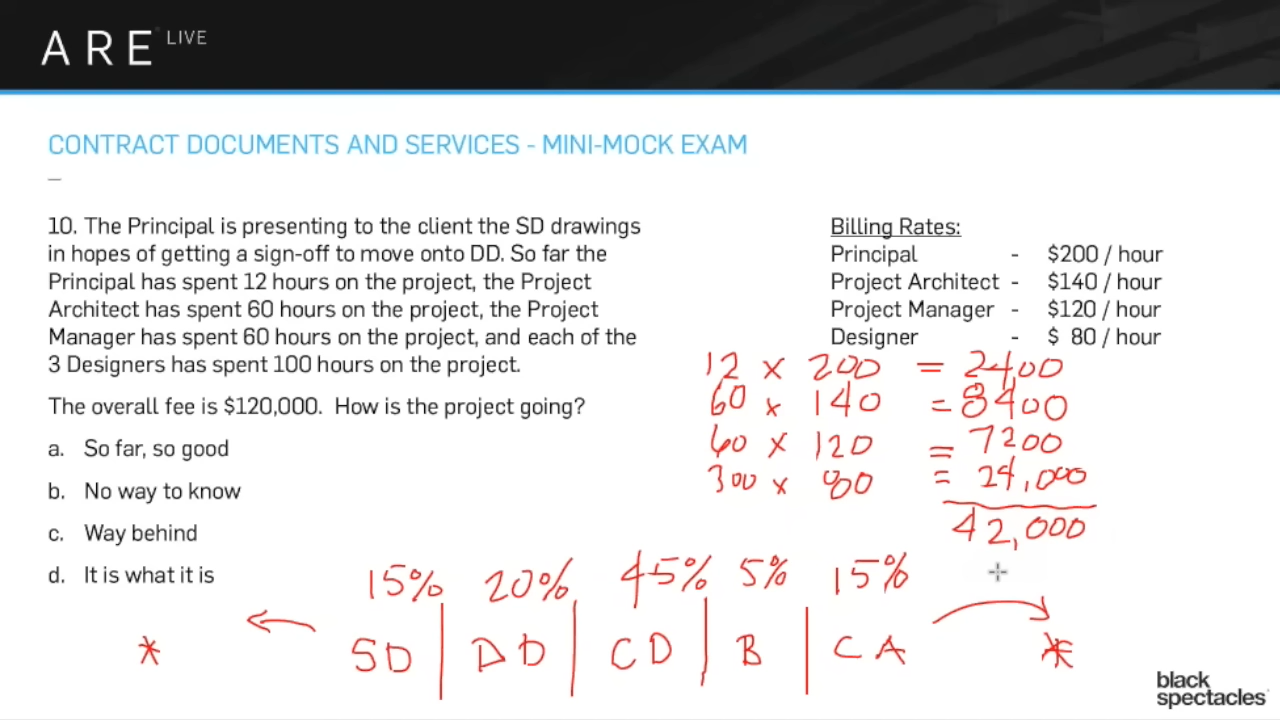 ARE LIVE
CONTRACT DOCUMENTS AND SERVICES - MINI-MOCK EXAM
10. The Principal is presenting to the client the SD drawings
in hopes of getting a sign-off to move onto DD. So far the
Principal has spent 12 hours on the project, the Project
Architect has spent 60 hours on the project, the Project
Manager has spent 60 hours on the project, and each of the
3 Designers has spent 100 hours on the project.
The overall fee is $120,000. How is the project going?
a. So far, so good
b. No way to know
c. Way behind
d. It is what it is
Billing Rates:
Principal - $200 / hour
Project Architect - $140 / hour
Project Manager - $120 / hour
Designer - $ 80 / hour
12 x 200 = 2400
60 x 140 = 8400
60 x 120 = 7200
300 x 80 = 24,000
42,000
15% 20% 45% 5% 15%
* SD DD CD B CA *
black
spectacles